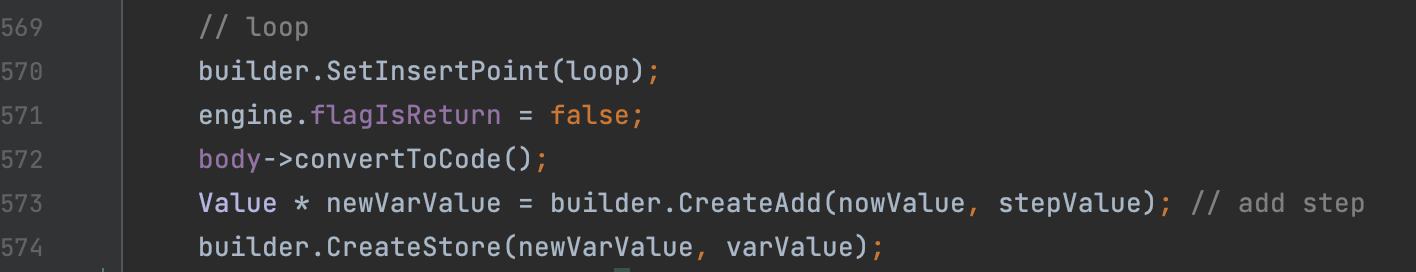 569 // loop
570 builder.SetInsertPoint(loop);
571 engine.flagIsReturn = false;
572 body->convertToCode();
573 Value * newVarValue = builder.CreateAdd(nowValue, stepValue); // add step
574 builder.CreateStore(newVarValue, varValue);